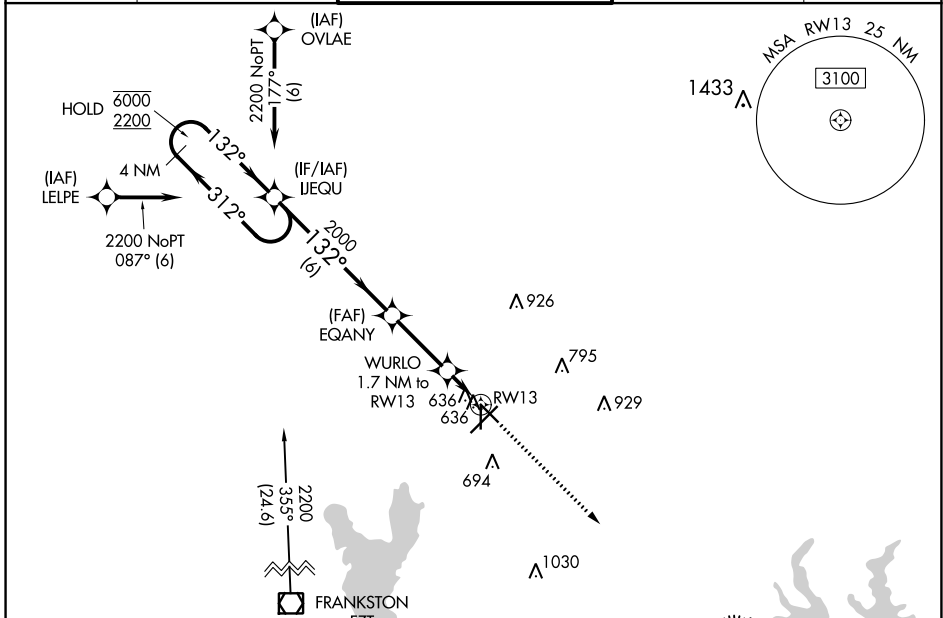 (IAF)
OVLAE
2200 NoPT
177°
(6)
MSA RW13 25 NM
3100
1433
HOLD
6000
2200
132°
4 NM
312°
(IAF)
LELPE
2200 NoPT
087° (6)
(IF/IAF)
IJEQU
2000
132°
(6)
(FAF)
EQANY
926
WURLO
1.7 NM to
RW13
795
636
636
RW13
929
694
2200
355°
(24.6)
1030
FRANKSTON